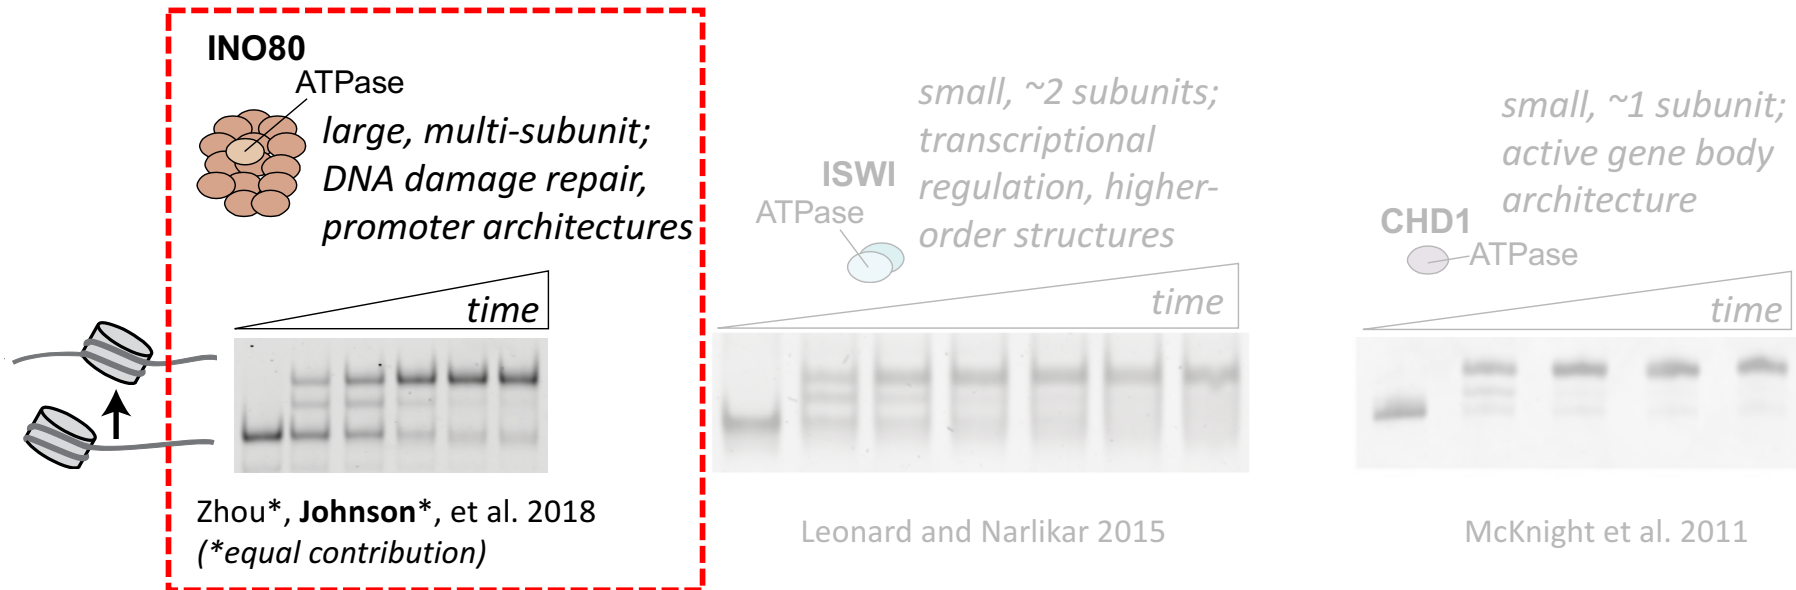 INO80
ATPase
large, multi-subunit;
DNA damage repair,
promoter architectures
time
Zhou*, Johnson*, et al. 2018
(*equal contribution)
small, ~2 subunits;
transcriptional
regulation, higher-
order structures
ISWI
ATPase
time
Leonard and Narlikar 2015
small, ~1 subunit;
active gene body
architecture
CHD1
ATPase
time
McKnight et al. 2011